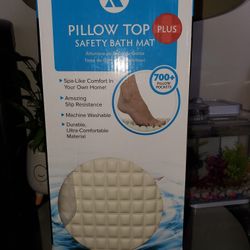 PILLOW TOP
PLUS
SAFETY BATH MAT
• Spa-Like Comfort In
Your Own Home!
700+
PILLOW
POCKETS
• Amazing
Slip Resistance
• Machine Washable
• Durable,
Ultra Comfortable
Material